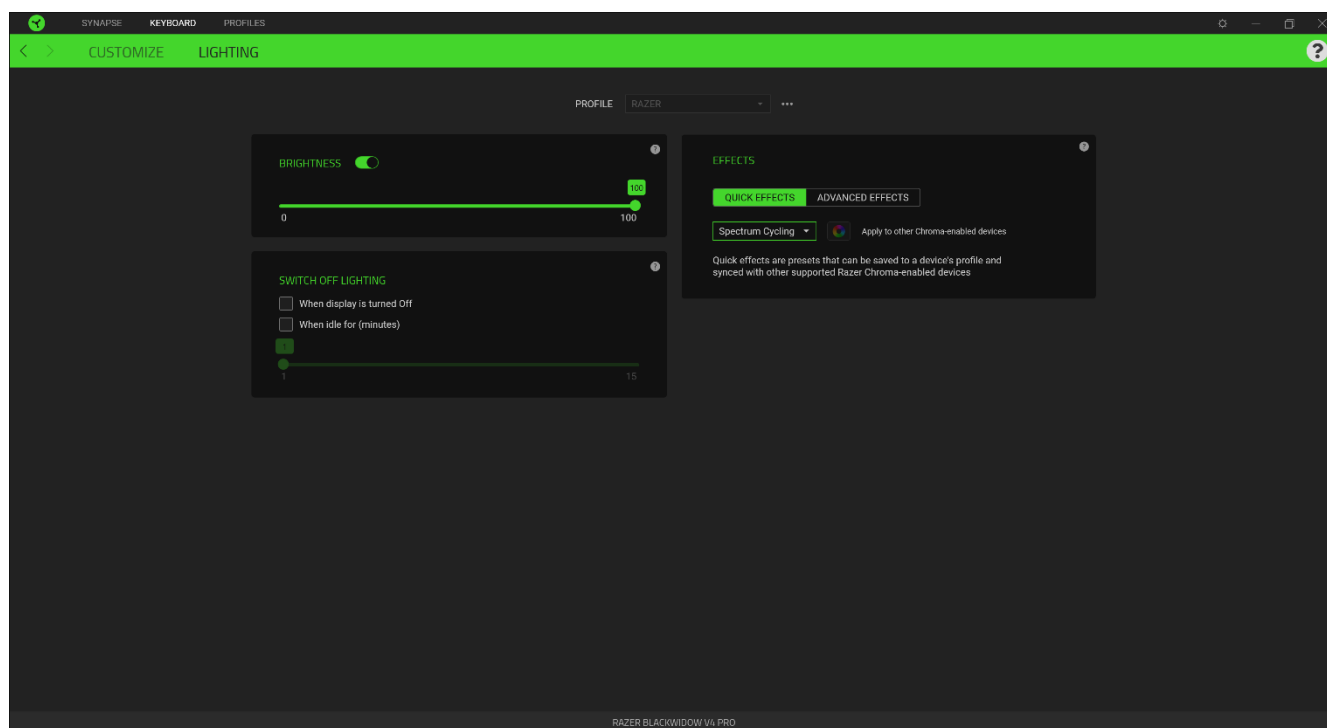 SYNAPSE KEYBOARD PROFILES
CUSTOMIZE LIGHTING
?
PROFILE RAZER
BRIGHTNESS
?
100
0 100
SWITCH OFF LIGHTING
?
When display is turned Off
When idle for (minutes)
1
1 15
EFFECTS
?
QUICK EFFECTS ADVANCED EFFECTS
Spectrum Cycling Apply to other Chroma-enabled devices
Quick effects are presets that can be saved to a device's profile and
synced with other supported Razer Chroma-enabled devices
RAZER BLACKWIDOW V4 PRO